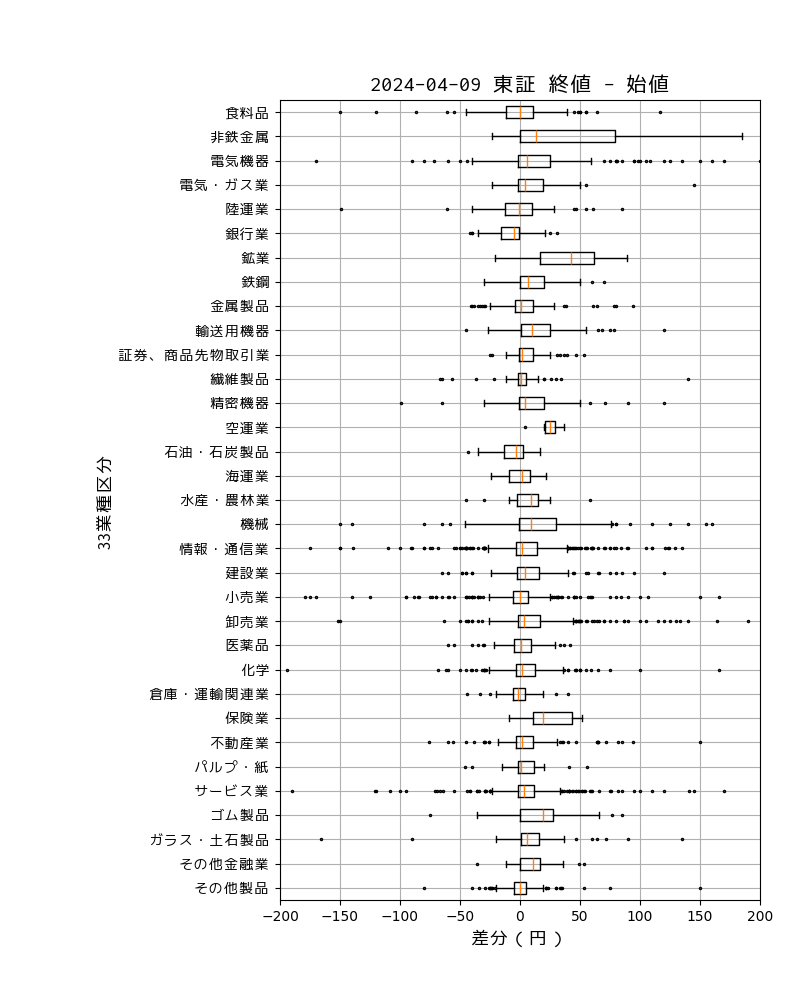 2024-04-09 東証 終値 - 始値
食料品
非鉄金属
電気機器
電気・ガス業
陸運業
銀行業
鉱業
鉄鋼
金属製品
輸送用機器
証券、商品先物取引業
繊維製品
精密機器
空運業
石油・石炭製品
海運業
水産・農林業
機械
情報・通信業
建設業
小売業
卸売業
医薬品
化学
倉庫・運輸関連業
保険業
不動産業
パルプ・紙
サービス業
ゴム製品
ガラス・土石製品
その他金融業
その他製品
33業種区分
−200 −150 −100 −50 0 50 100 150 200
差分 ( 円 )